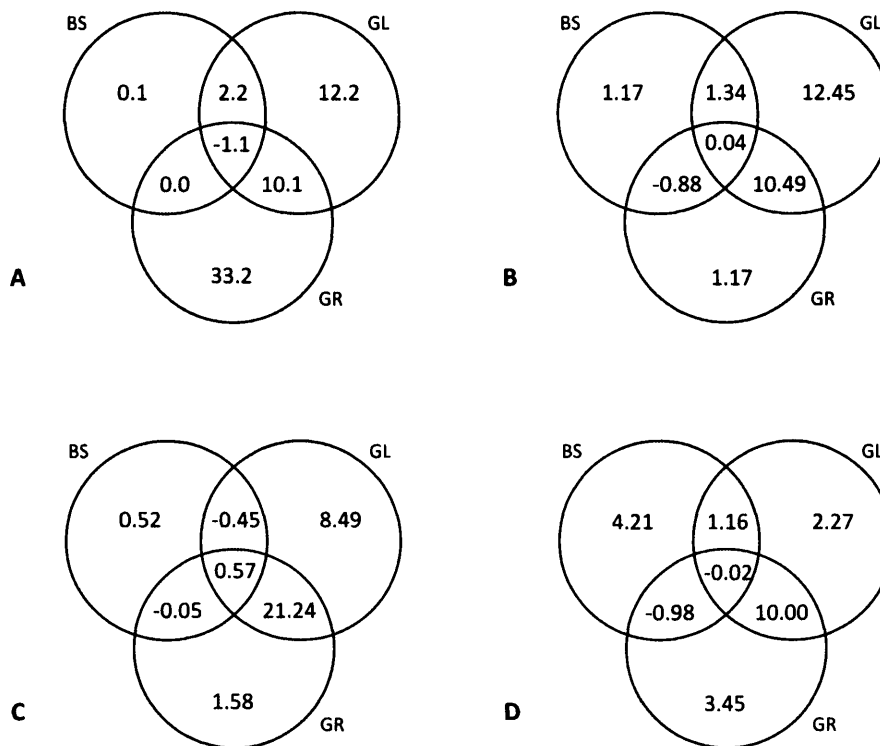 BS GL
0.1 2.2 12.2
-1.1
0.0 10.1
33.2
A GR
BS GL
1.17 1.34 12.45
0.04
-0.88 10.49
1.17
B GR
BS GL
0.52 -0.45 8.49
0.57
-0.05 21.24
1.58
C GR
BS GL
4.21 1.16 2.27
-0.02
-0.98 10.00
3.45
D GR